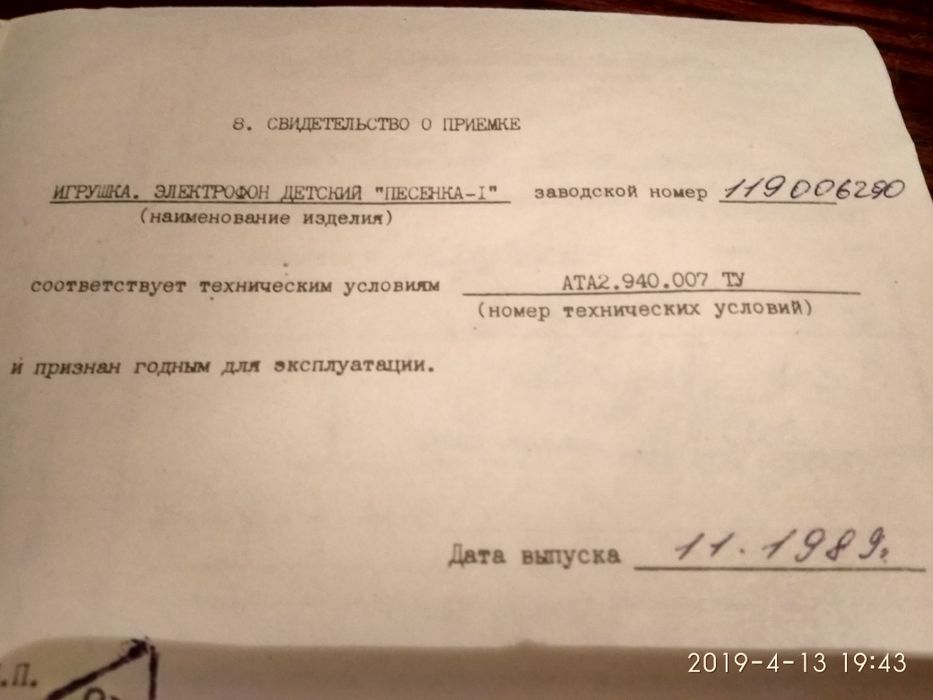 8. СВИДЕТЕЛЬСТВО О ПРИЕМКЕ
ИГРУШКА. ЭЛЕКТРОФОН ДЕТСКИЙ "ПЕСЕНКА-I" заводской номер 119006290
(наименование изделия)
соответствует техническим условиям АТА2.940.007 ТУ
(номер технических условий)
и признан годным для эксплуатации.
Дата выпуска 11.1989г.
.П.
2019-4-13 19:43